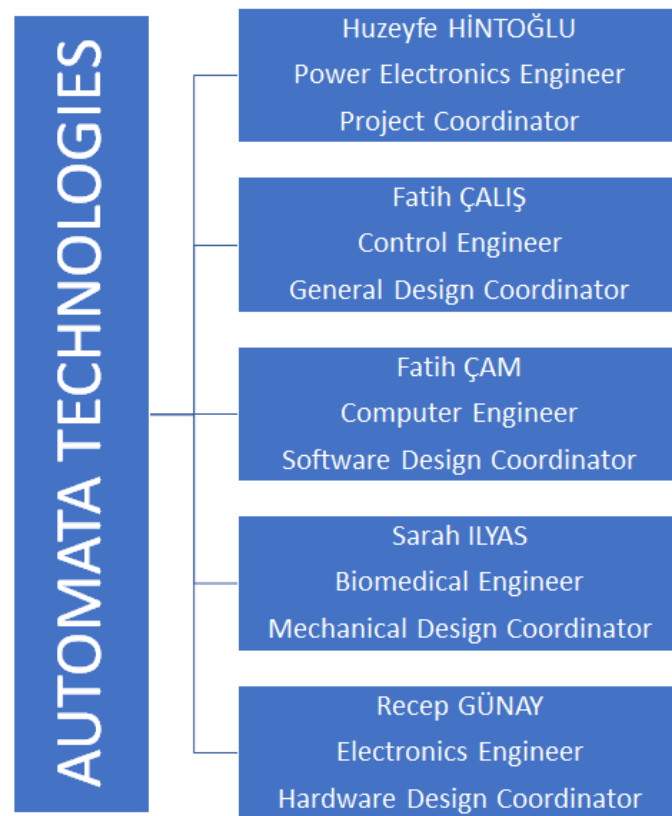 AUTOMATA TECHNOLOGIES
Huzeyfe HİNTOĞLU
Power Electronics Engineer
Project Coordinator
Fatih ÇALIŞ
Control Engineer
General Design Coordinator
Fatih ÇAM
Computer Engineer
Software Design Coordinator
Sarah ILYAS
Biomedical Engineer
Mechanical Design Coordinator
Recep GÜNAY
Electronics Engineer
Hardware Design Coordinator